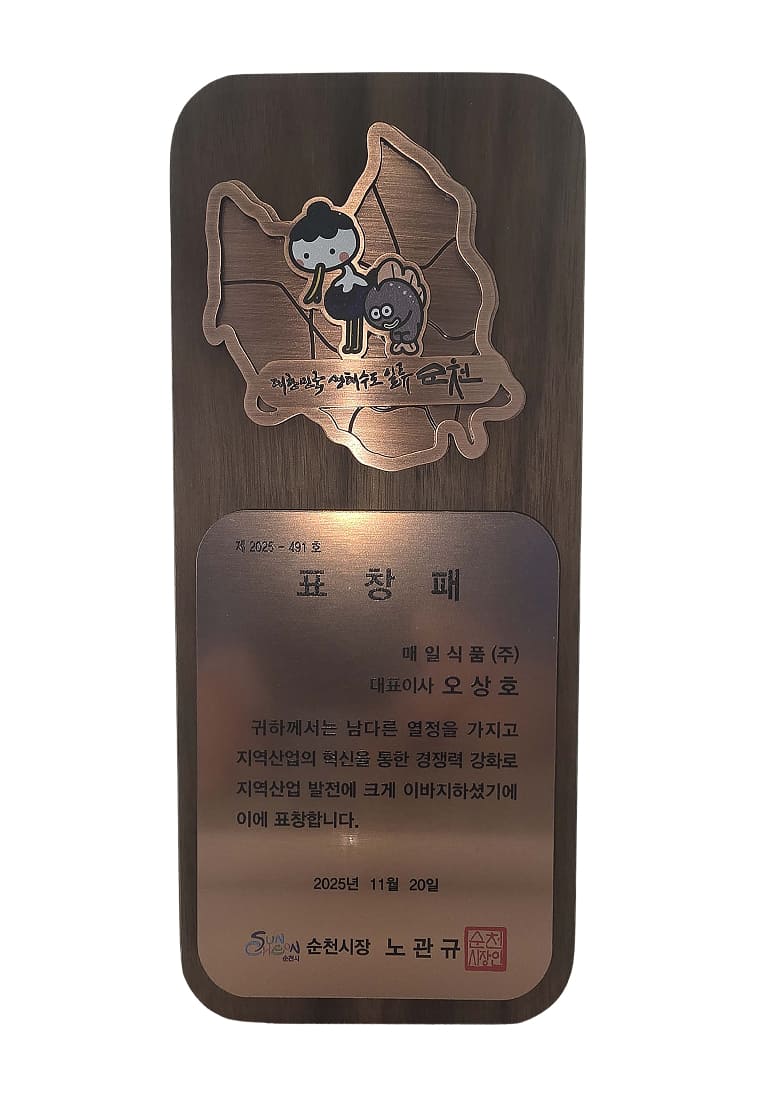 대한민국 생태수도 일류 순천
제 2025 - 491 호
표 창 패
매 일 식 품 (주)
대표이사 오 상 호
귀하께서는 남다른 열정을 가지고
지역산업의 혁신을 통한 경쟁력 강화로
지역산업 발전에 크게 이바지하셨기에
이에 표창합니다.
2025년 11월 20일
SUNCHEON
순천시
순천시장 노 관 규
순천
시장인